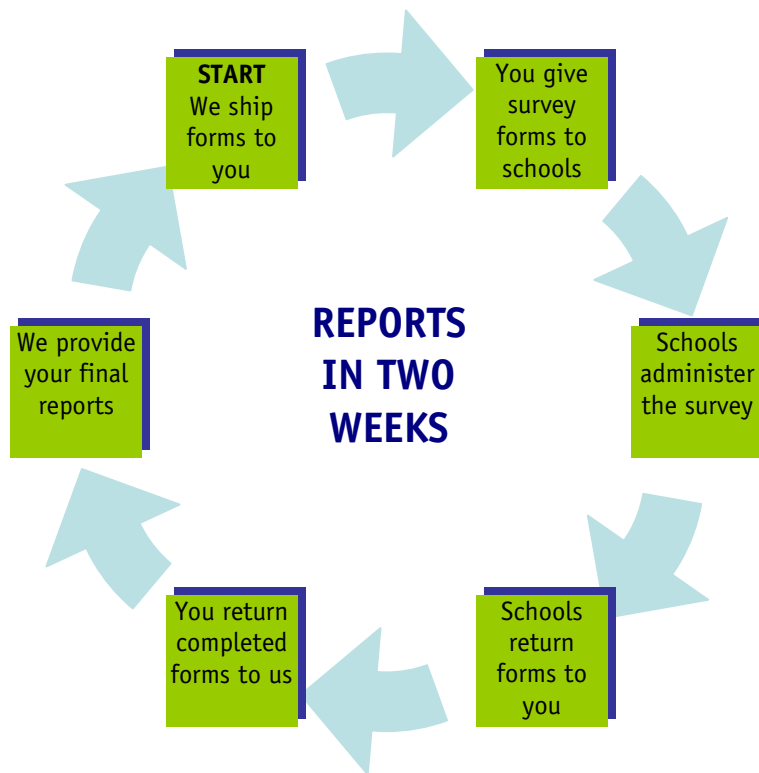 START
We ship
forms to
you
You give
survey
forms to
schools
Schools
administer
the survey
Schools
return
forms to
you
You return
completed
forms to us
We provide
your final
reports
REPORTS
IN TWO
WEEKS